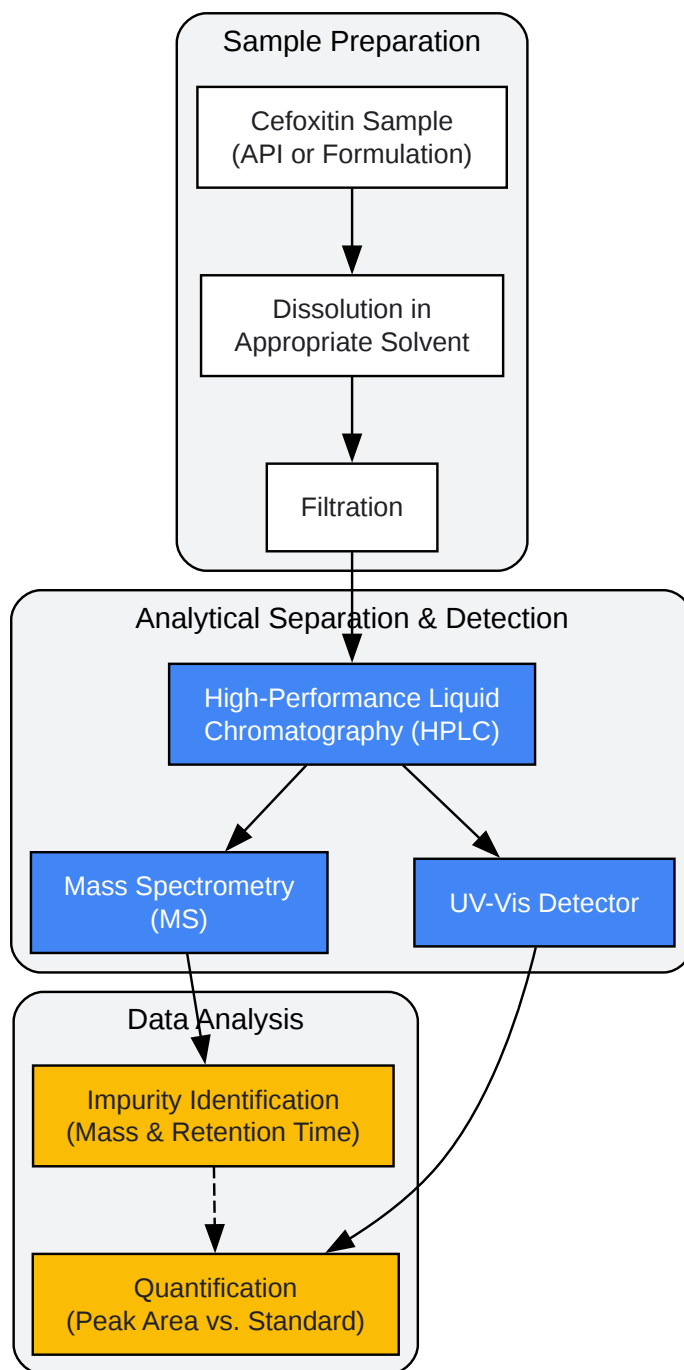 Sample Preparation
Cefoxitin Sample
(API or Formulation)
Dissolution in
Appropriate Solvent
Filtration
Analytical Separation & Detection
High-Performance Liquid
Chromatography (HPLC)
Mass Spectrometry
(MS)
UV-Vis Detector
Data Analysis
Impurity Identification
(Mass & Retention Time)
Quantification
(Peak Area vs. Standard)